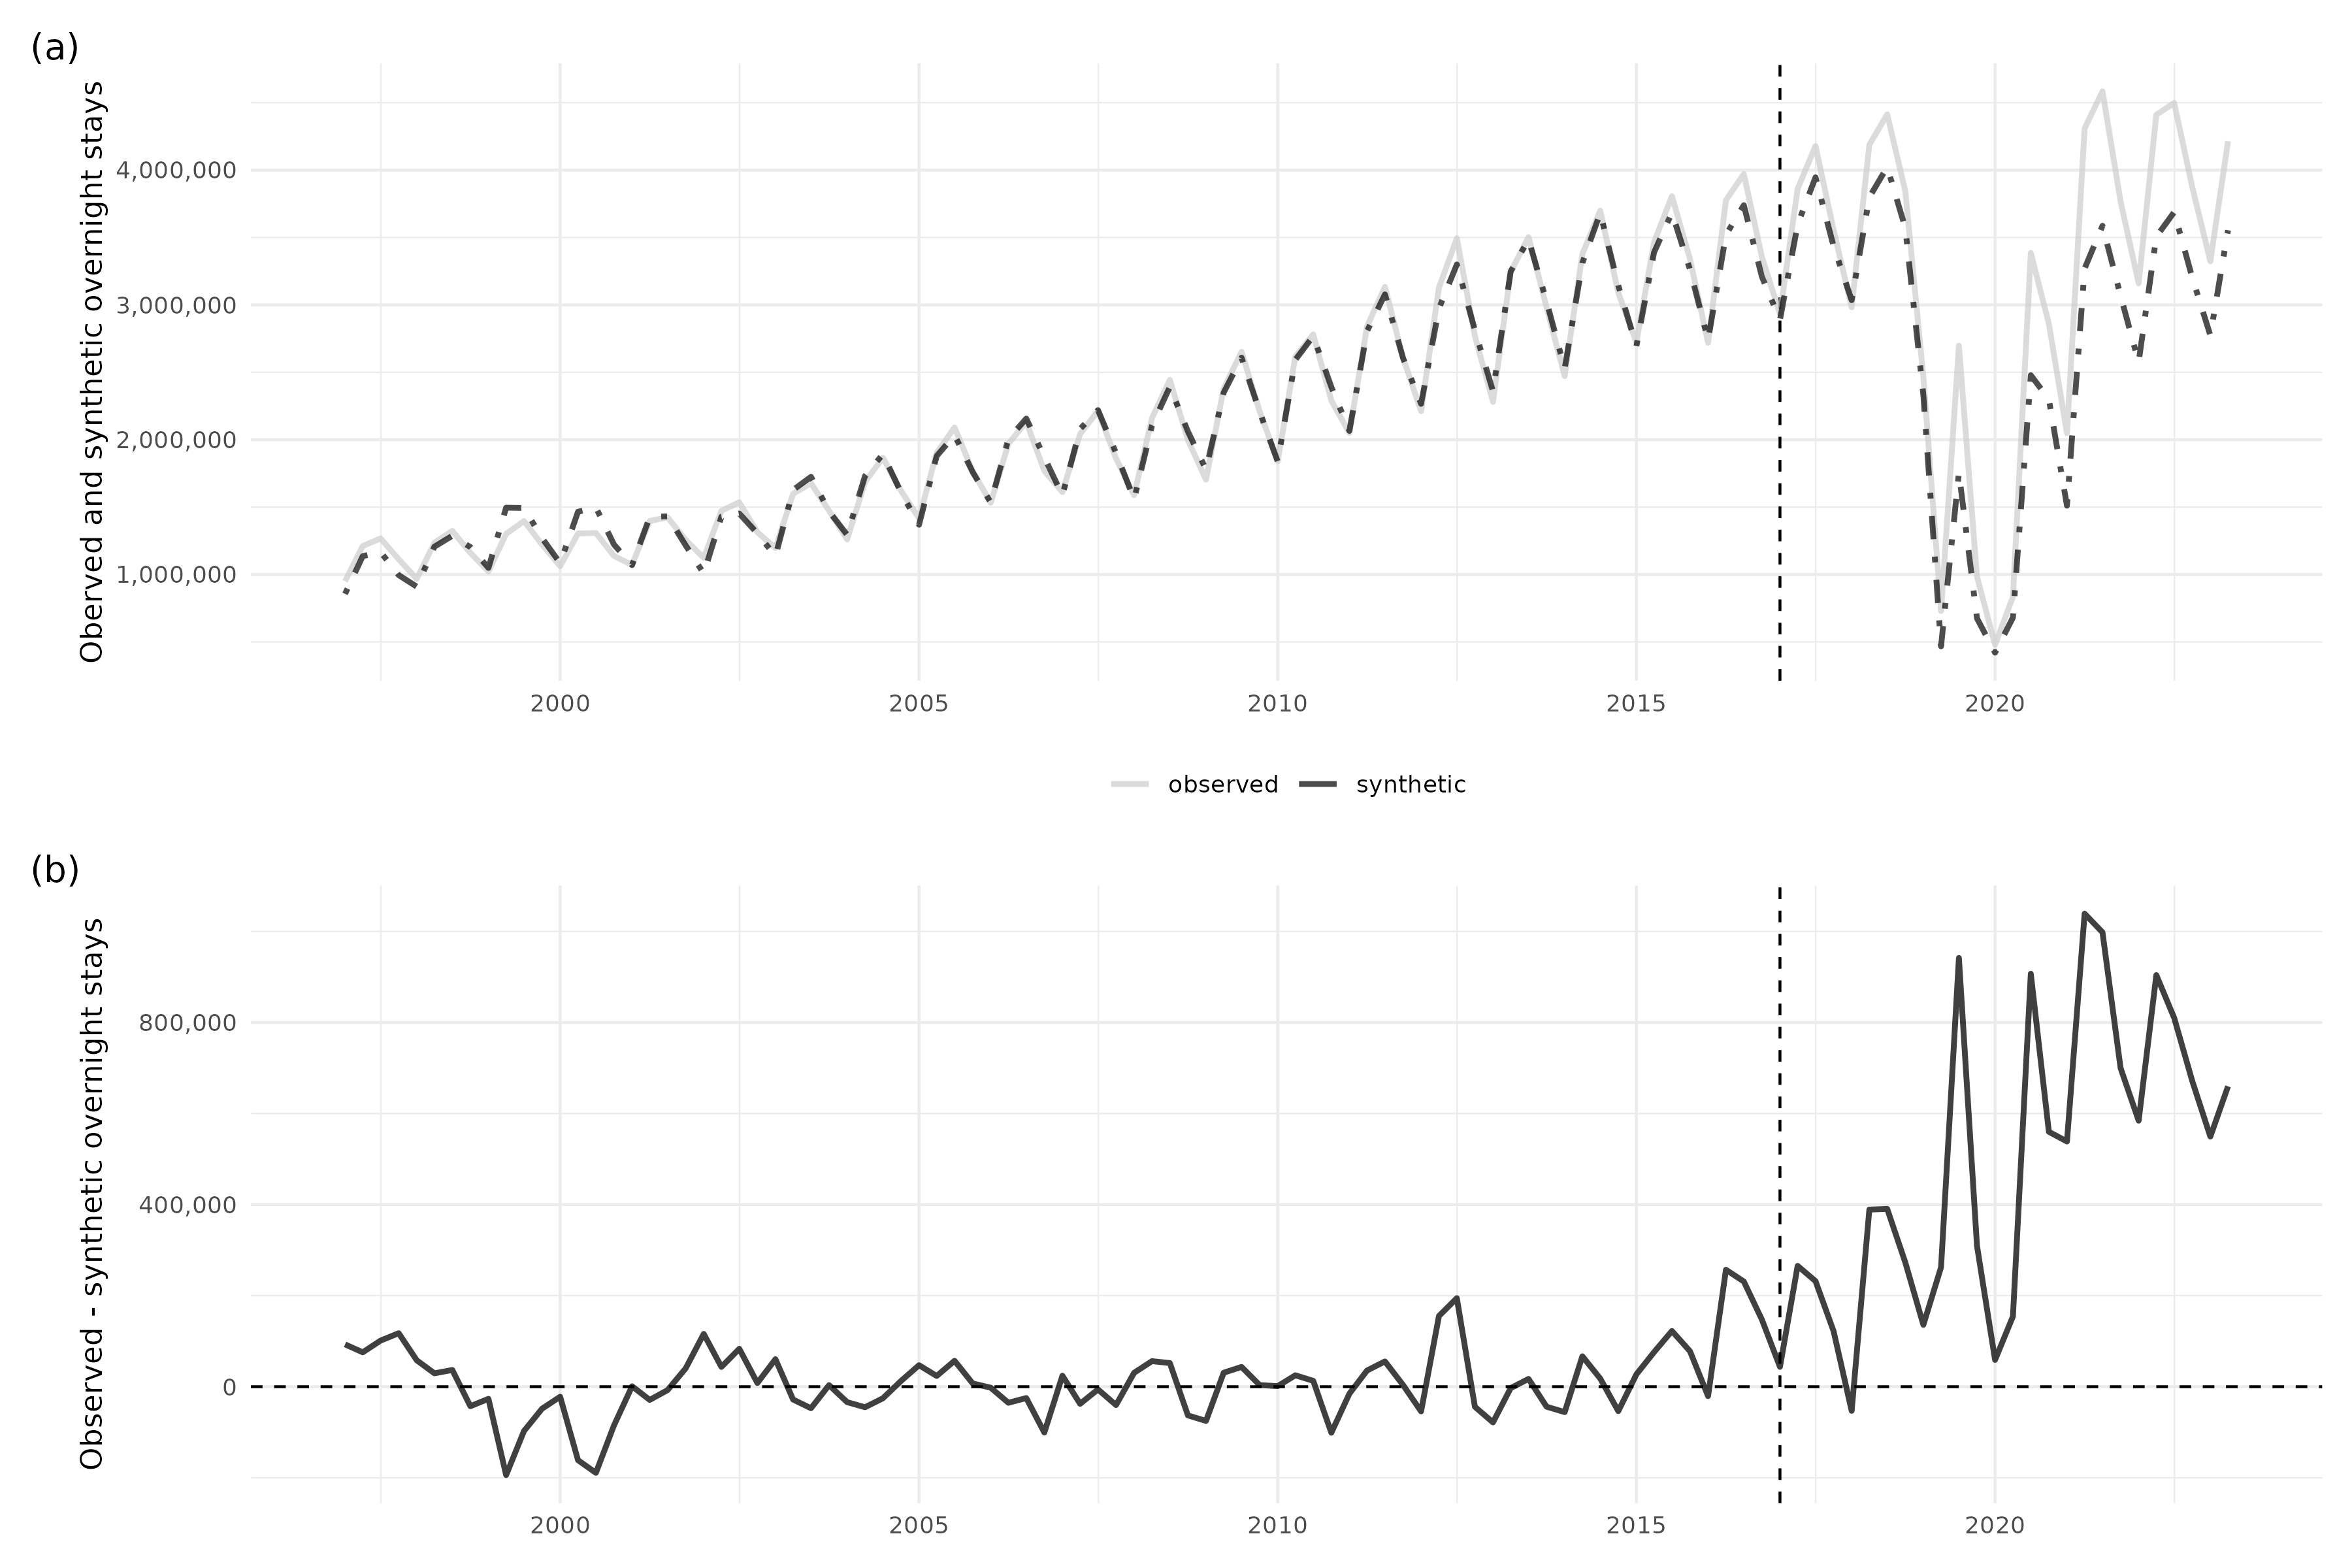 (a)
Oberved and synthetic overnight stays
4,000,000
3,000,000
2,000,000
1,000,000
2000
2005
2010
2015
2020
observed
synthetic
(b)
Observed - synthetic overnight stays
800,000
400,000
0
2000
2005
2010
2015
2020